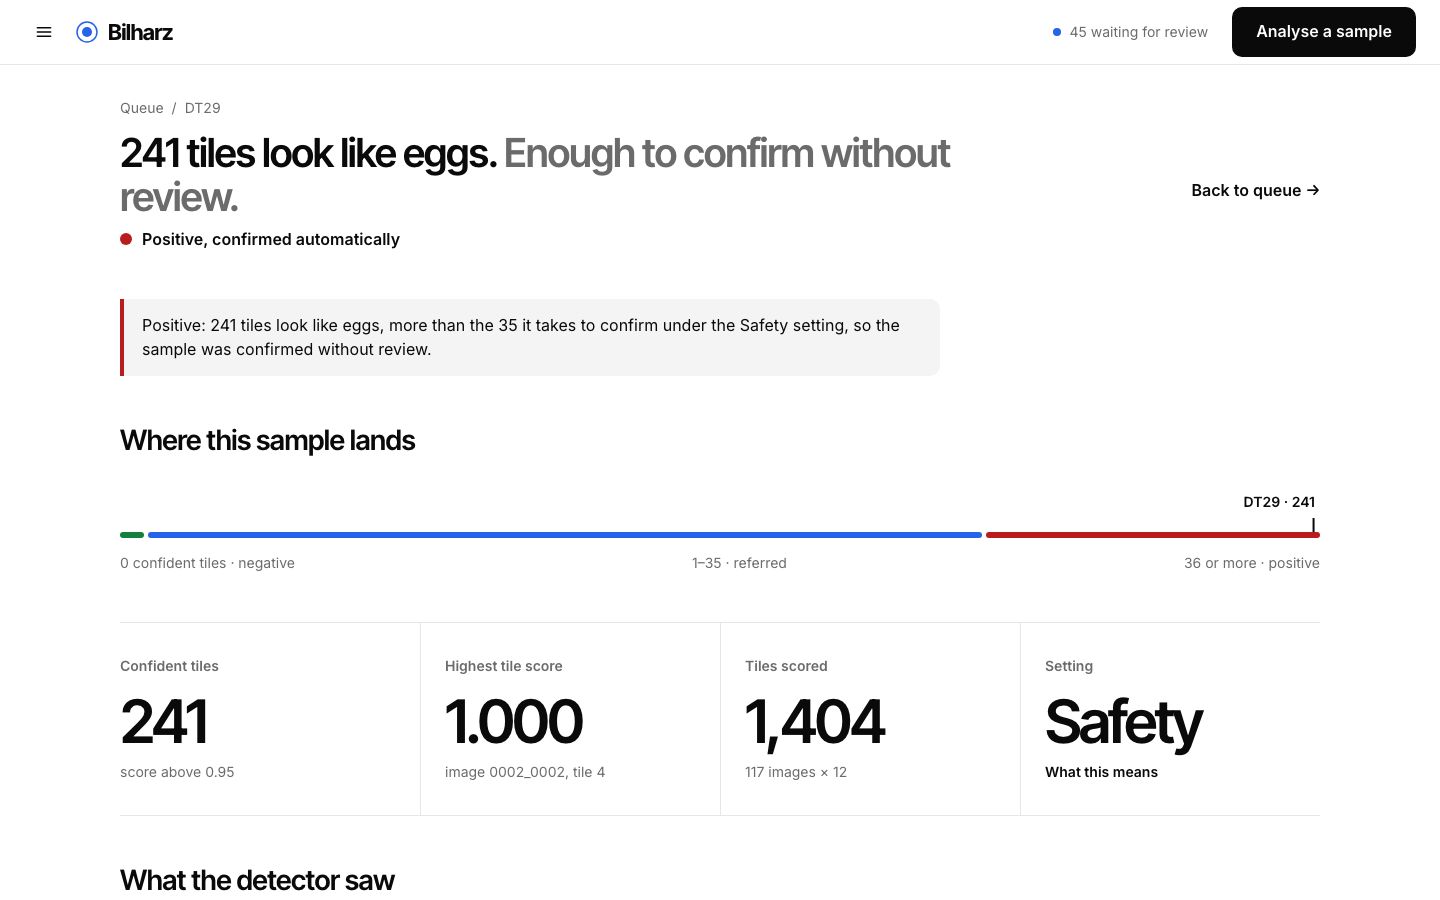 Bilharz
45 waiting for review
Analyse a sample
Queue / DT29
241 tiles look like eggs. Enough to confirm without
review.
Back to queue →
Positive, confirmed automatically
Positive: 241 tiles look like eggs, more than the 35 it takes to confirm under the Safety setting, so the
sample was confirmed without review.
Where this sample lands
DT29 · 241
0 confident tiles · negative
1–35 · referred
36 or more · positive
Confident tiles
241
score above 0.95
Highest tile score
1.000
image 0002_0002, tile 4
Tiles scored
1,404
117 images × 12
Setting
Safety
What this means
What the detector saw